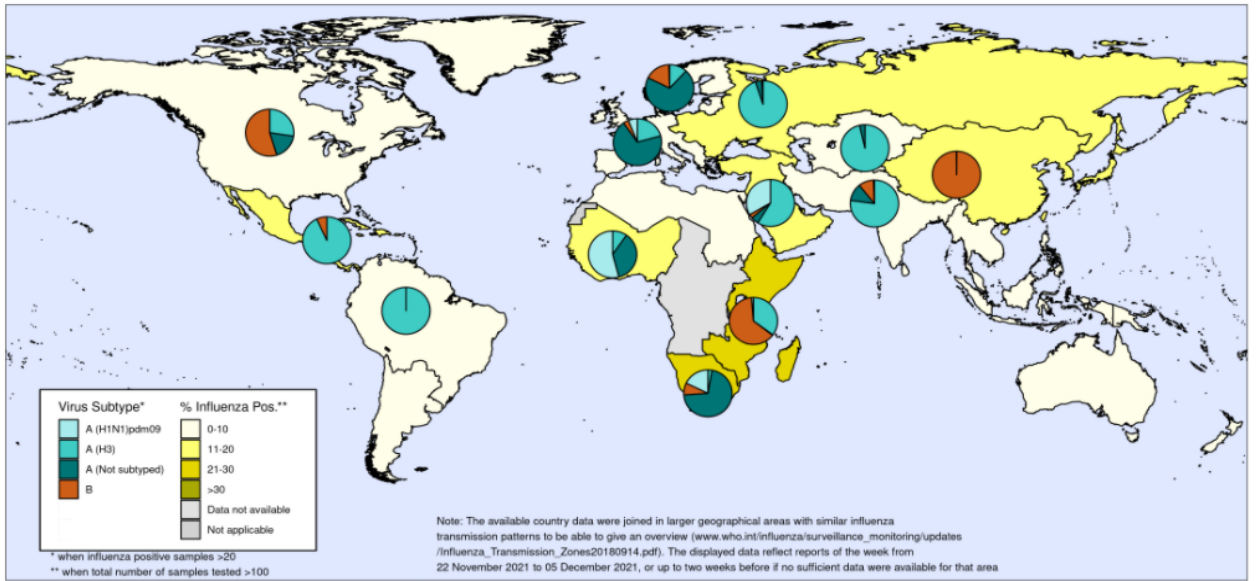 Virus Subtype*
A (H1N1)pdm09
A (H3)
A (Not subtyped)
B
% Influenza Pos.**
0-10
11-20
21-30
>30
Data not available
Not applicable
* when influenza positive samples >20
** when total number of samples tested >100
Note: The available country data were joined in larger geographical areas with similar influenza
transmission patterns to be able to give an overview (www.who.int/influenza/surveillance_monitoring/updates
/Influenza_Transmission_Zones20180914.pdf). The displayed data reflect reports of the week from
22 November 2021 to 05 December 2021, or up to two weeks before if no sufficient data were available for that area